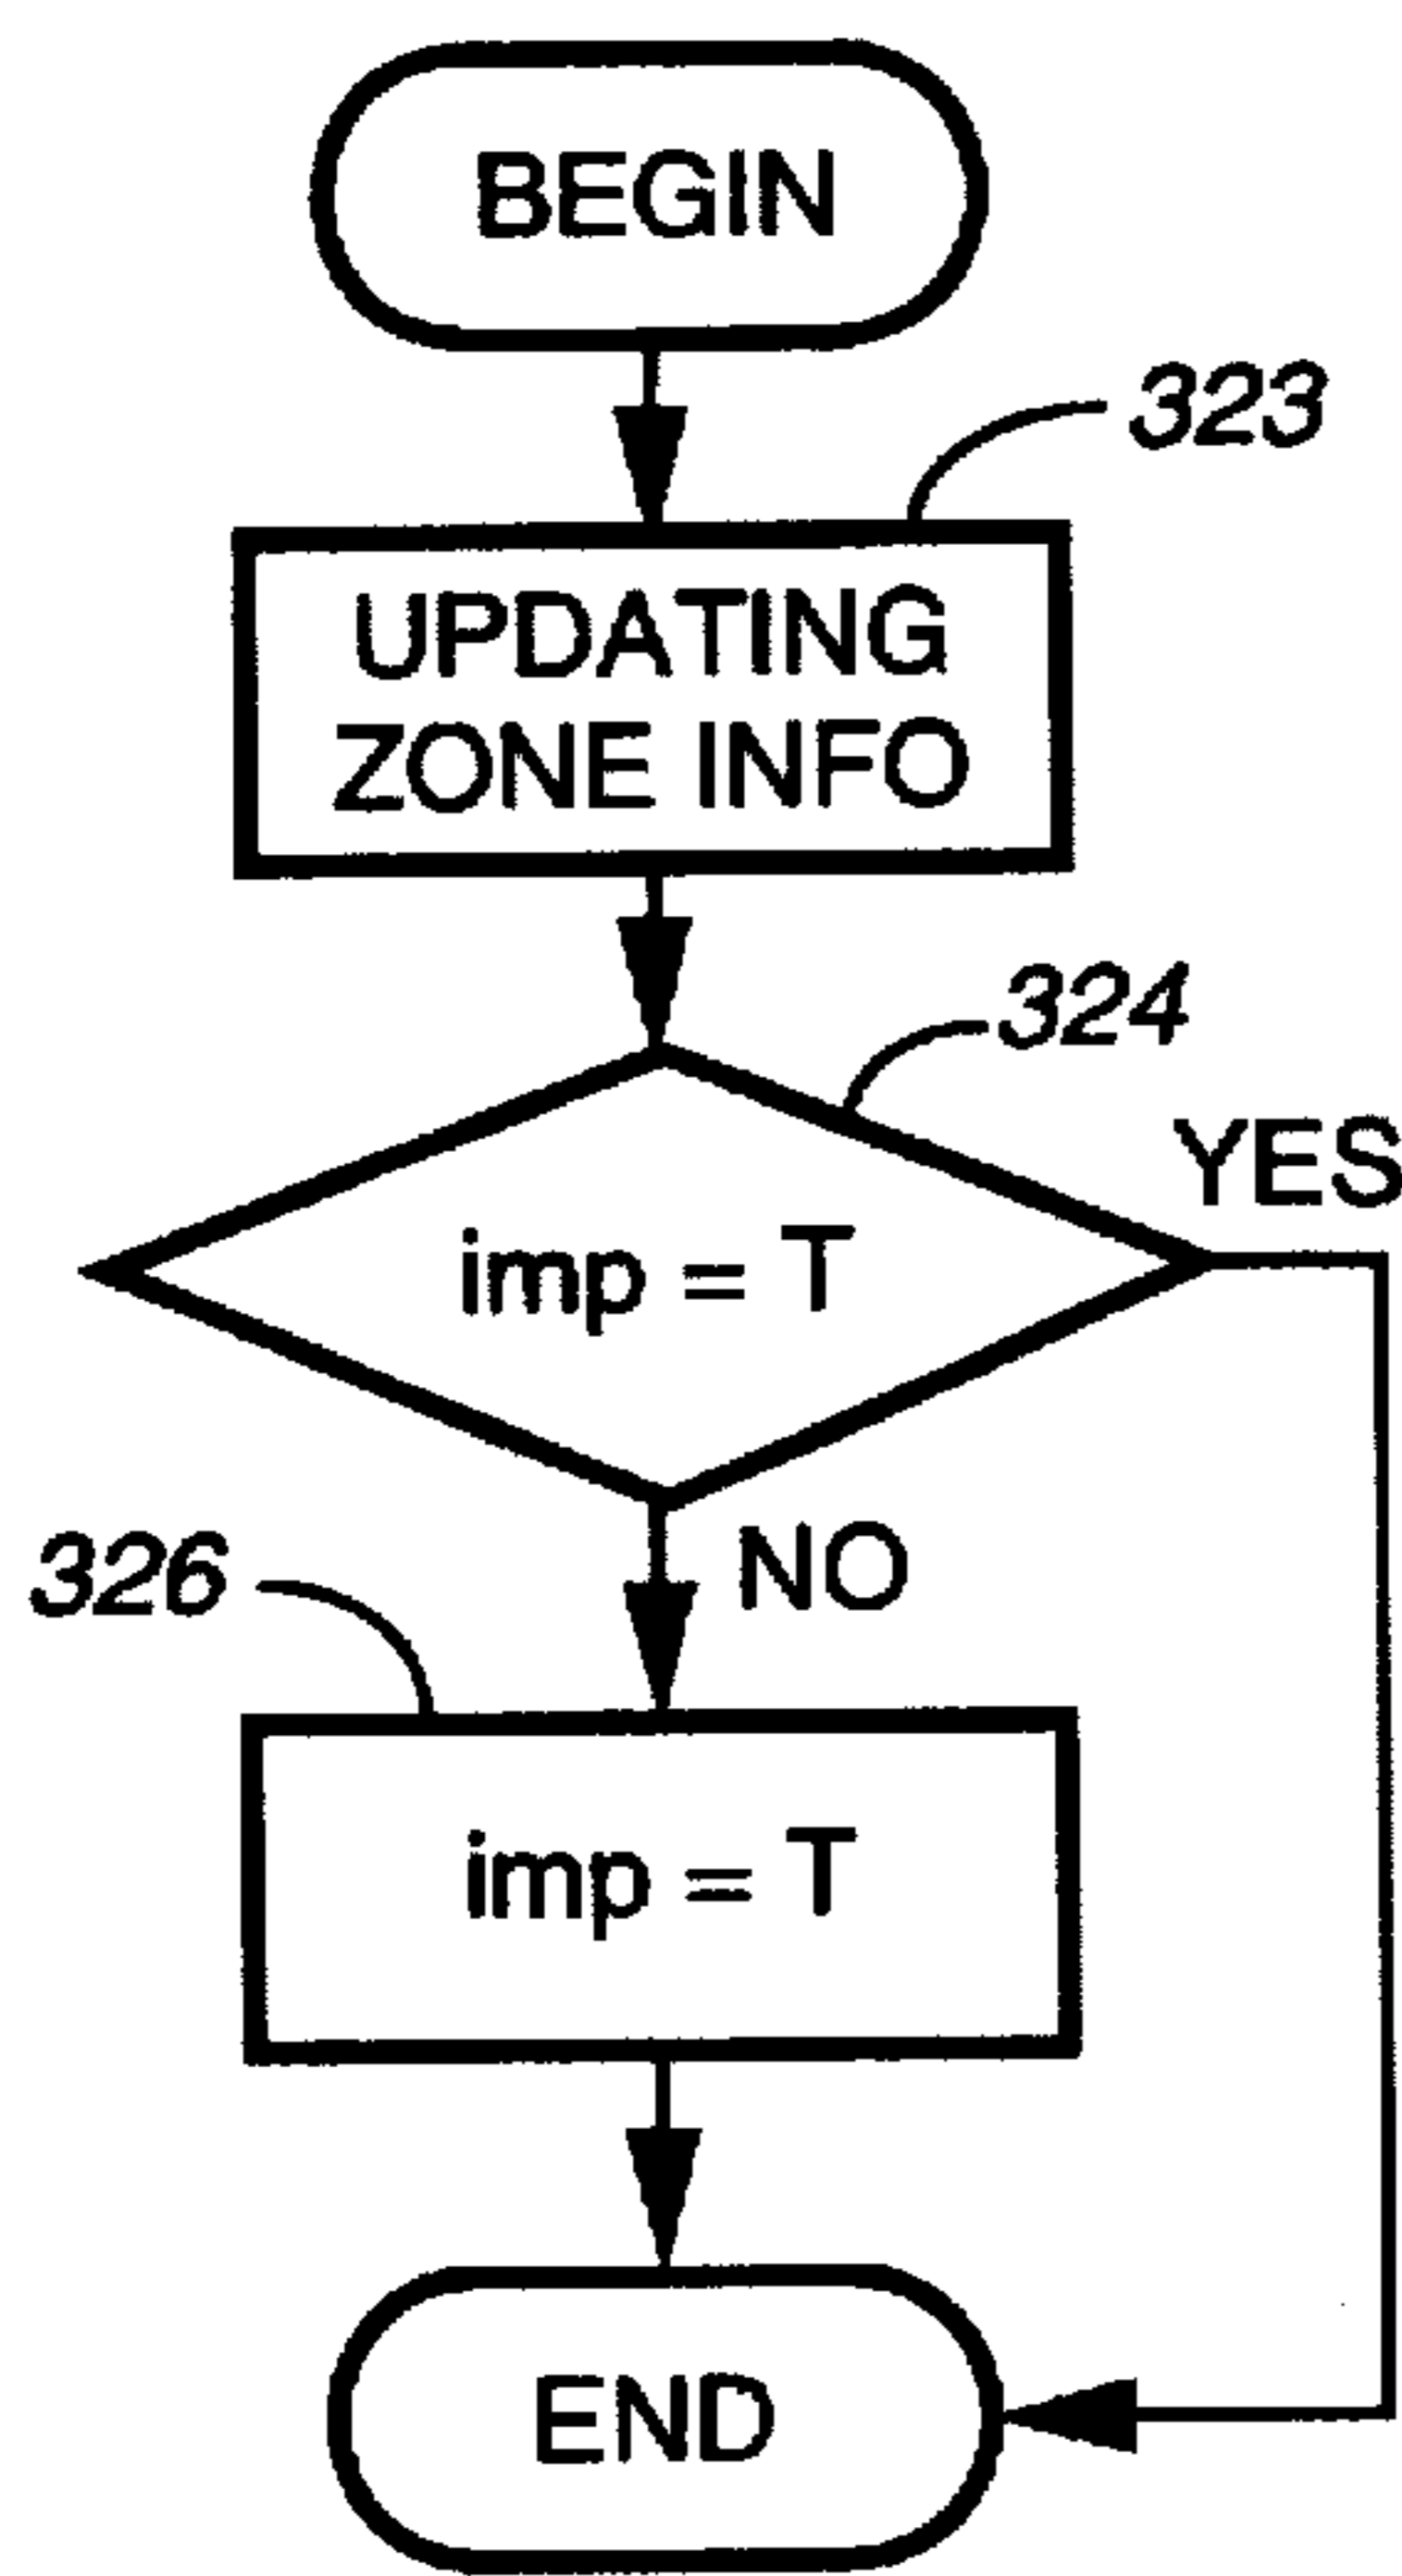 BEGIN
323
UPDATING
ZONE INFO
324
YES
imp = T
NO
326
imp = T
END